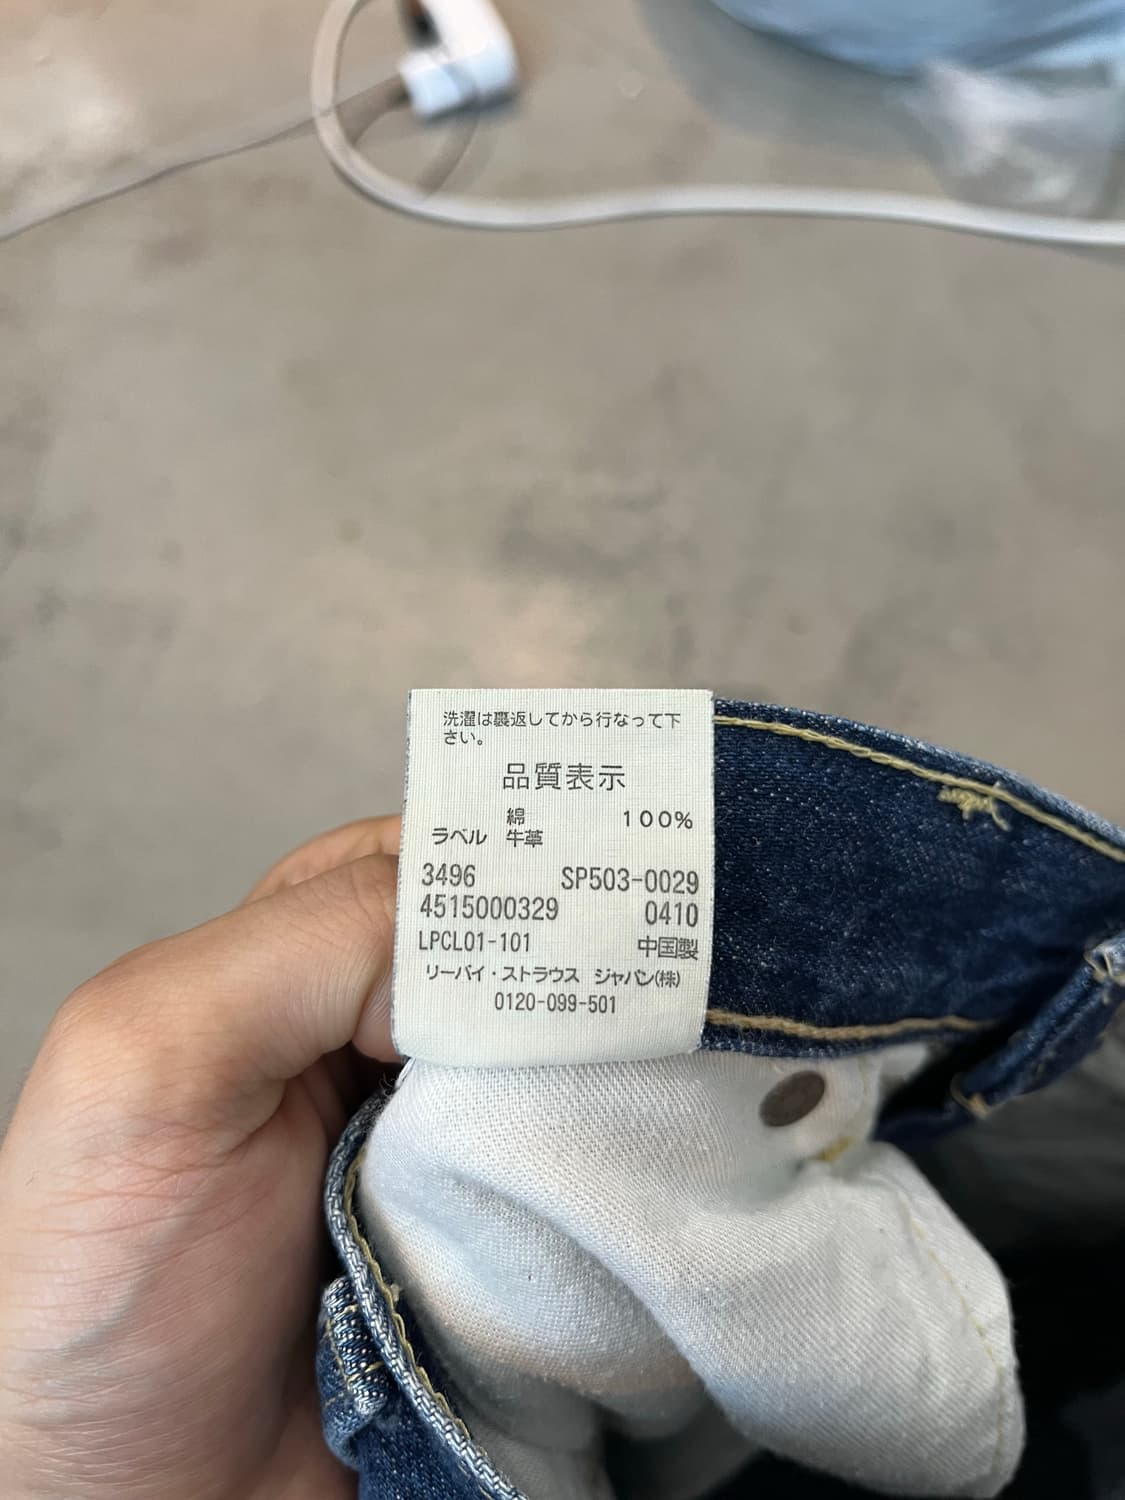 洗濯は裏返してから行なって下
さい。
品質表示
綿 100%
ラベル 牛革
3496 SP503-0029
4515000329 0410
LPCL01-101 中国製
リーバイ・ストラウス ジャパン(株)
0120-099-501